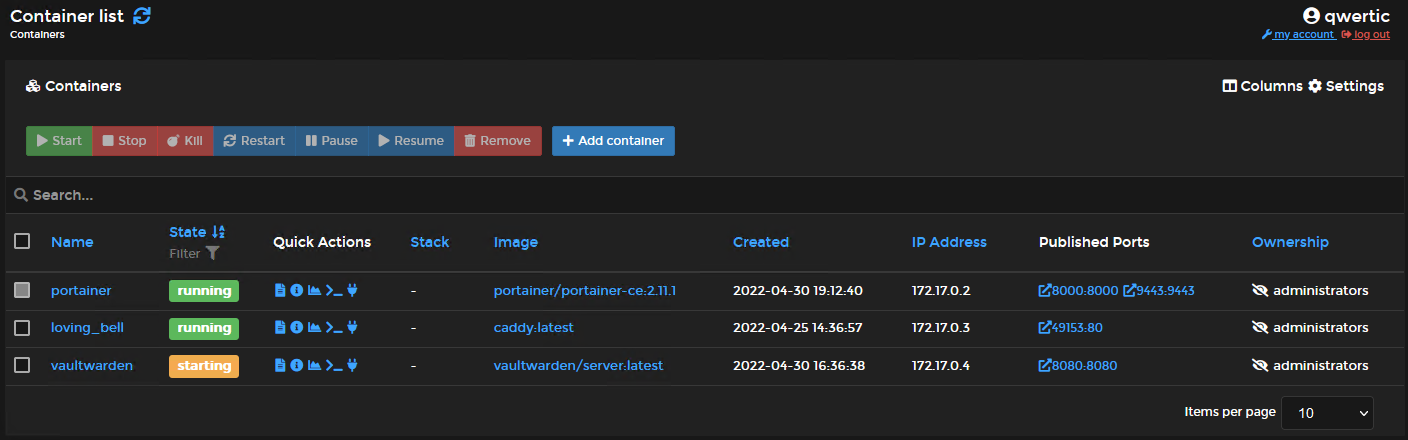 Container list
qwertic
Containers
my account log out
Containers
Columns Settings
Start Stop Kill Restart Pause Resume Remove Add container
Search...
Name State Filter Quick Actions Stack Image Created IP Address Published Ports Ownership
portainer running - portainer/portainer-ce:2.11.1 2022-04-30 19:12:40 172.17.0.2 8000:8000 9443:9443 administrators
loving_bell running - caddy:latest 2022-04-25 14:36:57 172.17.0.3 49153:80 administrators
vaultwarden starting - vaultwarden/server:latest 2022-04-30 16:36:38 172.17.0.4 8080:8080 administrators
Items per page 10